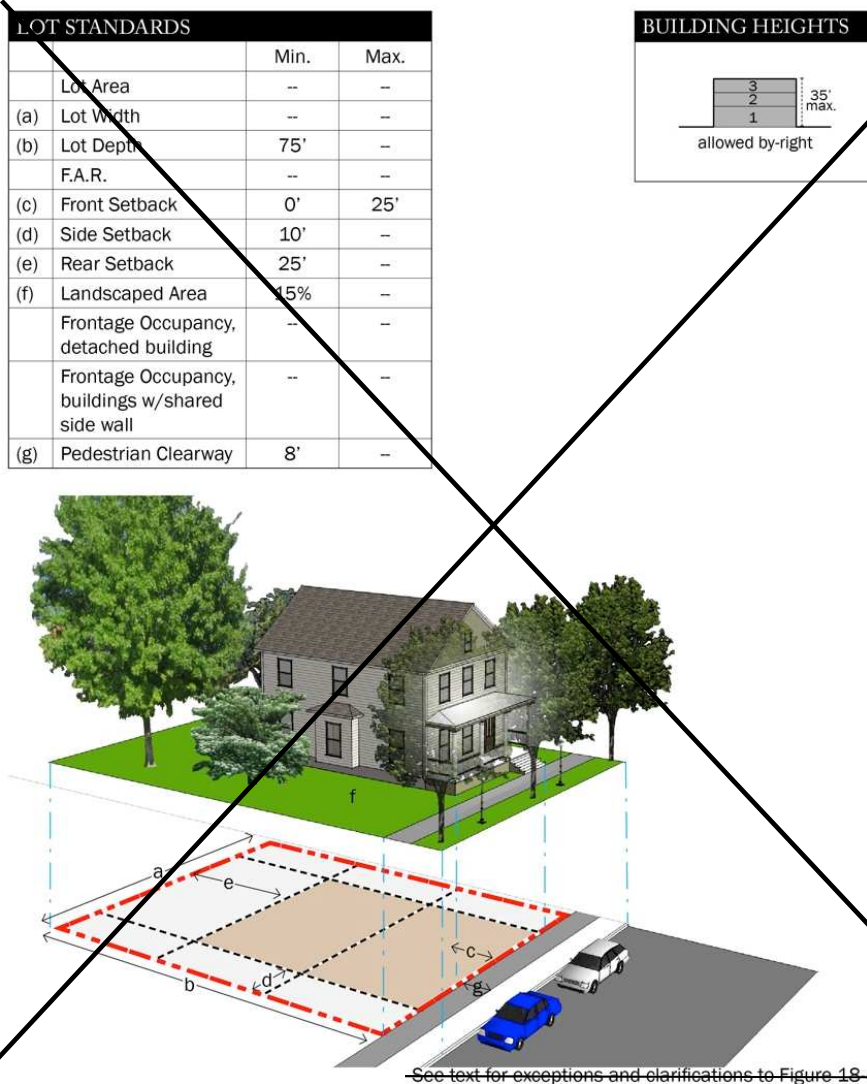 LOT STANDARDS
Min. Max.
Lot Area -- --
(a) Lot Width -- --
(b) Lot Depth 75’ --
F.A.R. -- --
(c) Front Setback 0’ 25’
(d) Side Setback 10’ --
(e) Rear Setback 25’ --
(f) Landscaped Area 15% --
Frontage Occupancy, -- --
detached building
Frontage Occupancy, -- --
buildings w/shared
side wall
(g) Pedestrian Clearway 8’ --
BUILDING HEIGHTS
3
2
1
35’
max.
allowed by-right
f
a
e
c
d
b
g
See text for exceptions and clarifications to Figure 18